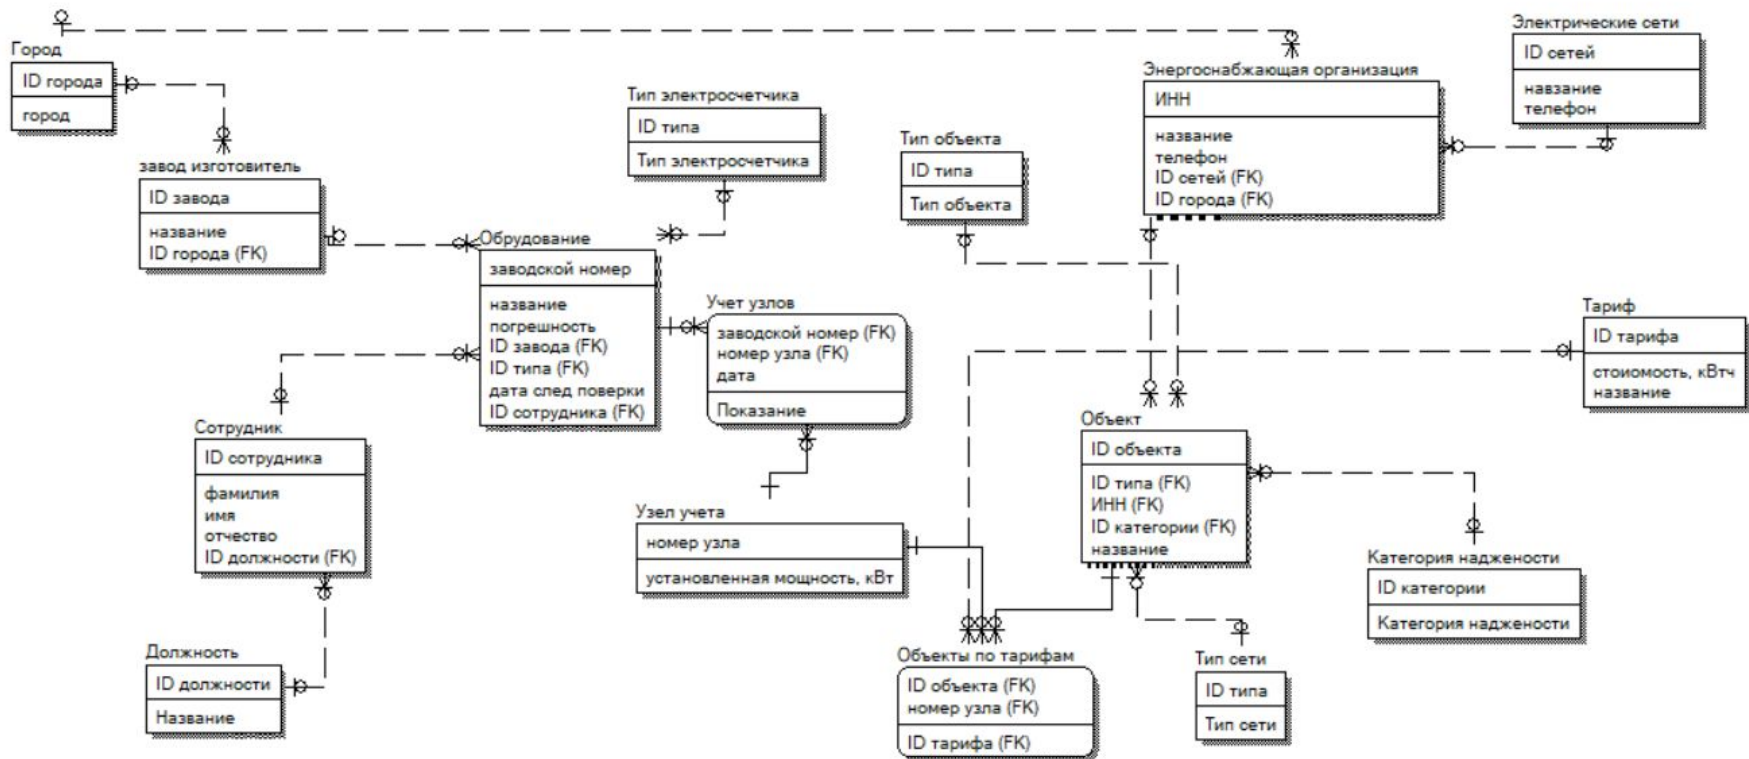 Город
ID города
город
завод изготовитель
ID завода
название
ID города (FK)
Тип электросчетчика
ID типа
Тип электросчетчика
Обрудование
заводской номер
название
погрешность
ID завода (FK)
ID типа (FK)
дата след поверки
ID сотрудника (FK)
Учет узлов
заводской номер (FK)
номер узла (FK)
дата
Показание
Сотрудник
ID сотрудника
фамилия
имя
отчество
ID должности (FK)
Должность
ID должности
Название
Узел учета
номер узла
установленная мощность, кВт
Тип объекта
ID типа
Тип объекта
Энергоснабжающая организация
ИНН
название
телефон
ID сетей (FK)
ID города (FK)
Электрические сети
ID сетей
навзание
телефон
Тариф
ID тарифа
стоиомость, кВтч
название
Объект
ID объекта
ID типа (FK)
ИНН (FK)
ID категории (FK)
название
Категория наджености
ID категории
Категория наджености
Объекты по тарифам
ID объекта (FK)
номер узла (FK)
ID тарифа (FK)
Тип сети
ID типа
Тип сети